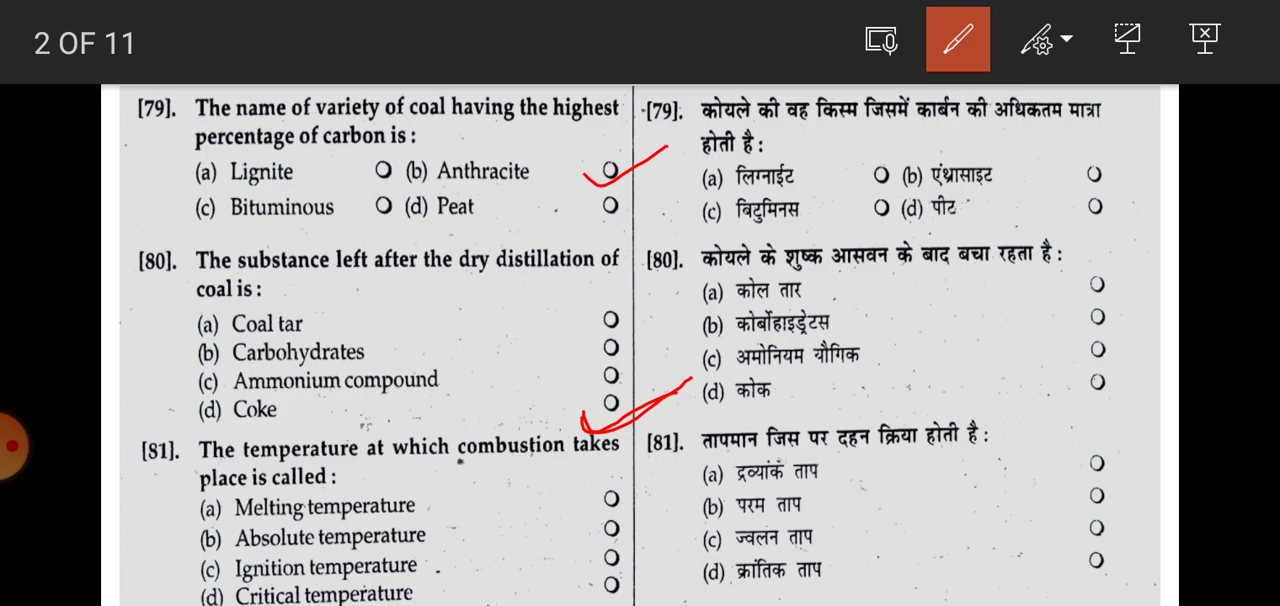 2 OF 11
[79]. The name of variety of coal having the highest
percentage of carbon is :
(a) Lignite O (b) Anthracite O
(c) Bituminous O (d) Peat O
[80]. The substance left after the dry distillation of
coal is :
(a) Coal tar O
(b) Carbohydrates O
(c) Ammonium compound O
(d) Coke O
[81]. The temperature at which combustion takes
place is called :
(a) Melting temperature O
(b) Absolute temperature O
(c) Ignition temperature O
(d) Critical temperature O
[79]. कोयले की वह किस्म जिसमें कार्बन की अधिकतम मात्रा
होती है :
(a) लिग्नाईट O (b) एंथ्रासाइट O
(c) बिटुमिनस O (d) पीट O
[80]. कोयले के शुष्क आसवन के बाद बचा रहता है :
(a) कोल तार O
(b) कोर्बोहाइड्रेटस O
(c) अमोनियम यौगिक O
(d) कोक O
[81]. तापमान जिस पर दहन क्रिया होती है :
(a) द्रव्यांक ताप O
(b) परम ताप O
(c) ज्वलन ताप O
(d) क्रांतिक ताप O